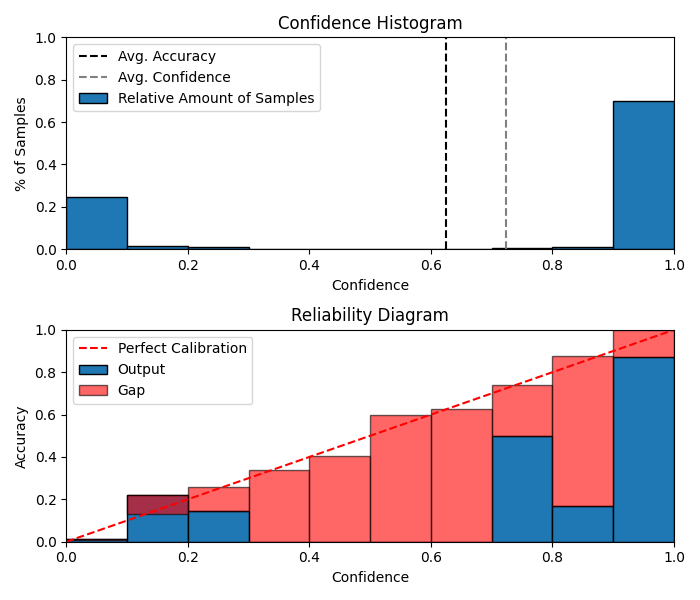 Confidence Histogram
1.0
0.8
0.6
0.4
0.2
0.0
% of Samples
Avg. Accuracy
Avg. Confidence
Relative Amount of Samples
0.0 0.2 0.4 0.6 0.8 1.0
Confidence
Reliability Diagram
1.0
0.8
0.6
0.4
0.2
0.0
Accuracy
Perfect Calibration
Output
Gap
0.0 0.2 0.4 0.6 0.8 1.0
Confidence